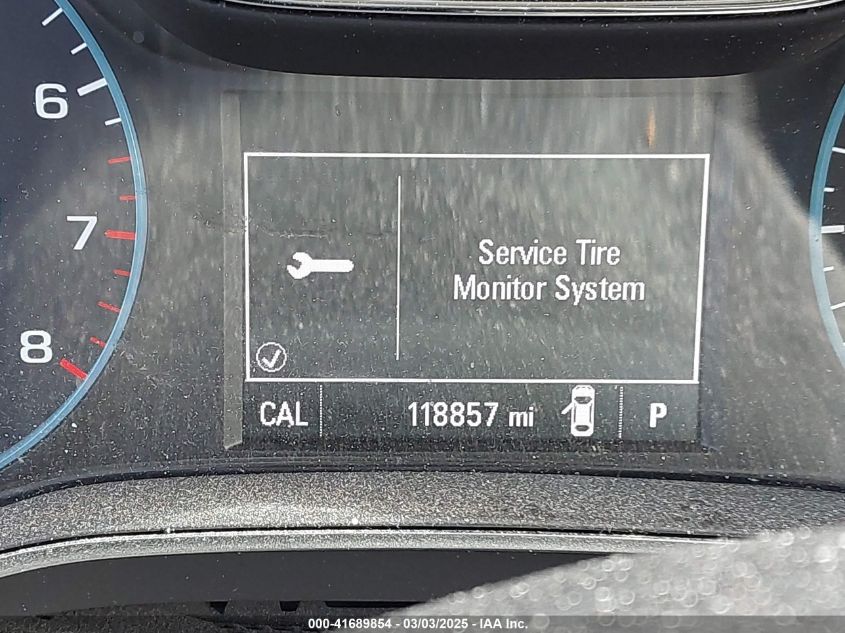 6
7
8
Service Tire
Monitor System
CAL 118857 mi P
000-41689854 / 03/03/2025 - IAA Inc.